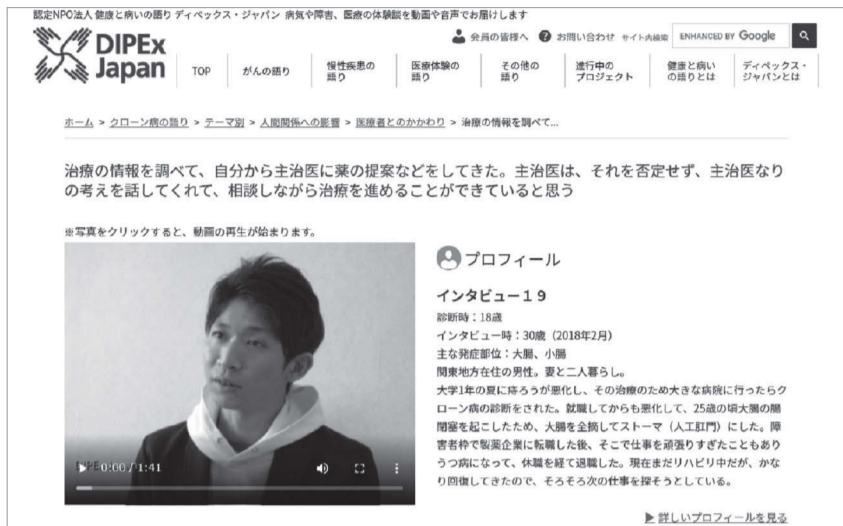 認定NPO法人 健康と病いの語り ディペックス・ジャパン 病気や障害、医療の体験談を動画や音声でお届けします
DIPEx
Japan
会員の皆様へ ? お問い合わせ サイト内検索 ENHANCED BY Google
TOP がんの語り 慢性疾患の語り 医療体験の語り その他の語り 進行中のプロジェクト 健康と病いの語りとは ディペックス・ジャパンとは
ホーム > クローン病の語り > テーマ別 > 人間関係への影響 > 医療者とのかかわり > 治療の情報を調べて...
治療の情報を調べて、自分から主治医に薬の提案などをしてきた。主治医は、それを否定せず、主治医なり
の考えを話してくれて、相談しながら治療を進めることができていると思う
※写真をクリックすると、動画の再生が始まります。
0:00 / 1:41
プロフィール
インタビュー１９
診断時：18歳
インタビュー時：30歳（2018年2月）
主な発症部位：大腸、小腸
関東地方在住の男性。妻と二人暮らし。
大学1年の夏に痔ろうが悪化し、その治療のため大きな病院に行ったらク
ローン病の診断をされた。就職してからも悪化して、25歳の頃大腸の腸
閉塞を起こしたため、大腸を全摘してストーマ（人工肛門）にした。障
害者枠で製薬企業に転職した後、そこで仕事を頑張りすぎたこともあり
うつ病になって、休職を経て退職した。現在まだリハビリ中だが、かな
り回復してきたので、そろそろ次の仕事を探そうとしている。
▶ 詳しいプロフィールを見る